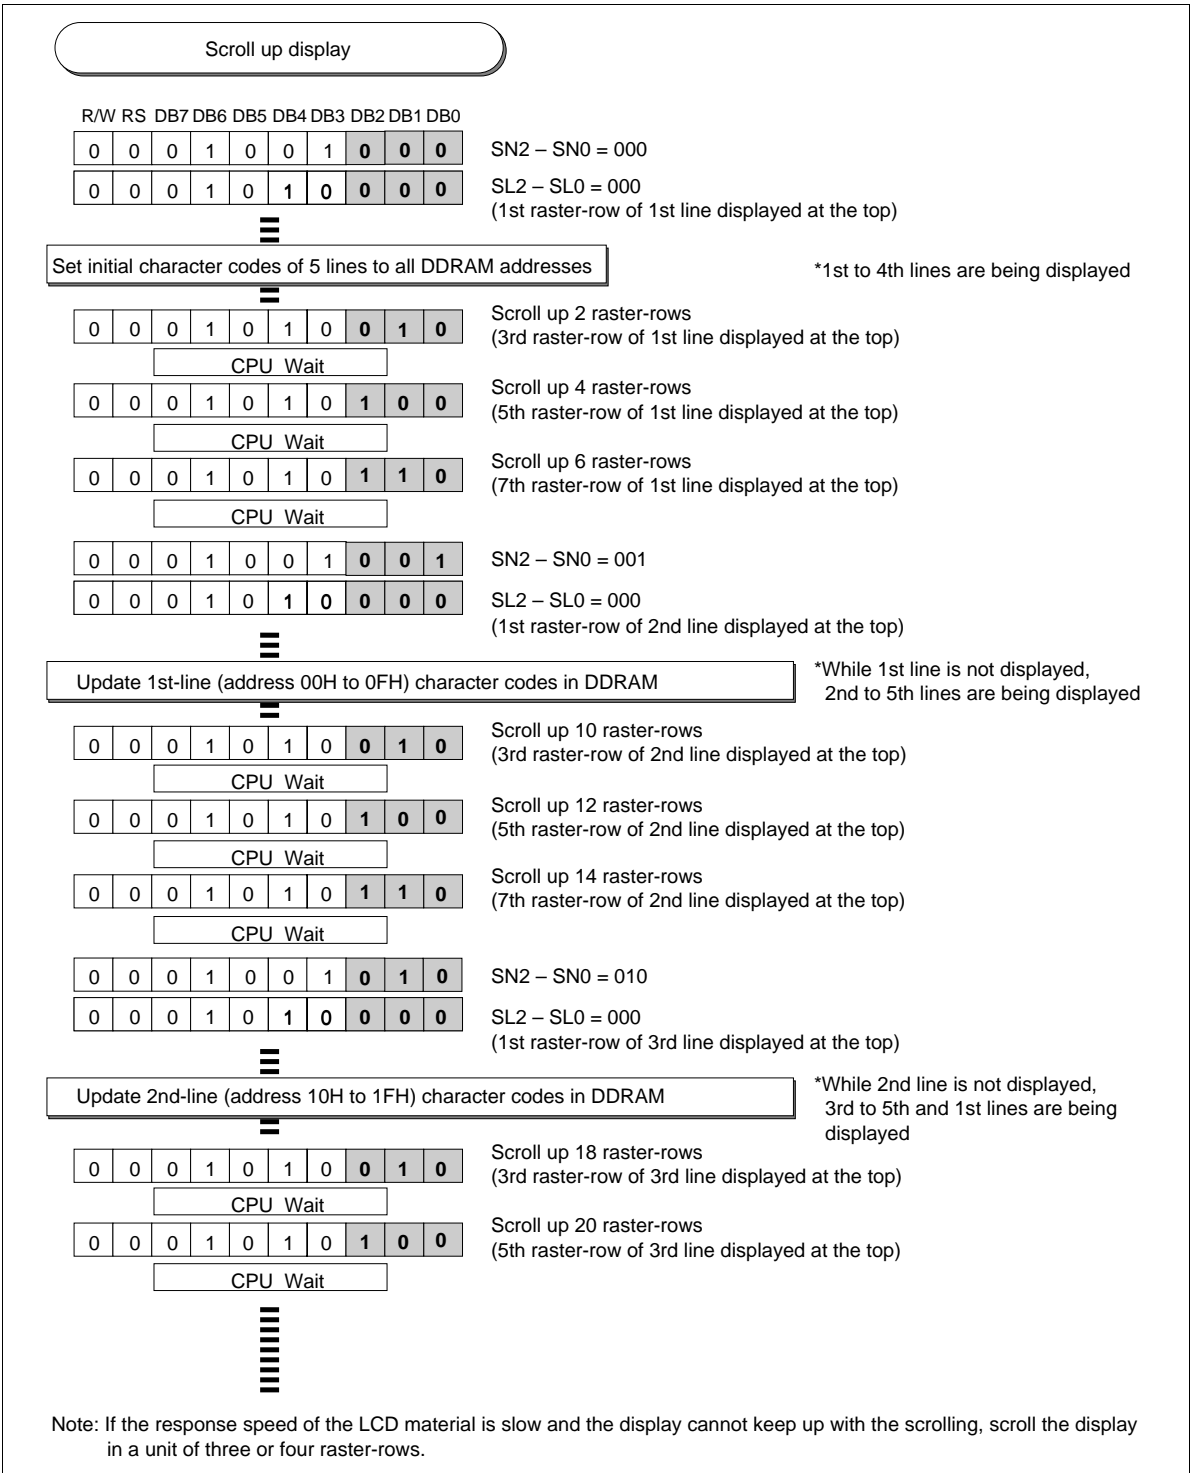 Scroll up display
R/W RS DB7 DB6 DB5 DB4 DB3 DB2 DB1 DB0
0 0 0 1 0 0 1 0 0 0 SN2 – SN0 = 000
0 0 0 1 0 1 0 0 0 0 SL2 – SL0 = 000
(1st raster-row of 1st line displayed at the top)
Set initial character codes of 5 lines to all DDRAM addresses
*1st to 4th lines are being displayed
0 0 0 1 0 1 0 0 1 0 Scroll up 2 raster-rows
(3rd raster-row of 1st line displayed at the top)
CPU Wait
0 0 0 1 0 1 0 1 0 0 Scroll up 4 raster-rows
(5th raster-row of 1st line displayed at the top)
CPU Wait
0 0 0 1 0 1 0 1 1 0 Scroll up 6 raster-rows
(7th raster-row of 1st line displayed at the top)
CPU Wait
0 0 0 1 0 0 1 0 0 1 SN2 – SN0 = 001
0 0 0 1 0 1 0 0 0 0 SL2 – SL0 = 000
(1st raster-row of 2nd line displayed at the top)
Update 1st-line (address 00H to 0FH) character codes in DDRAM
*While 1st line is not displayed,
2nd to 5th lines are being displayed
0 0 0 1 0 1 0 0 1 0 Scroll up 10 raster-rows
(3rd raster-row of 2nd line displayed at the top)
CPU Wait
0 0 0 1 0 1 0 1 0 0 Scroll up 12 raster-rows
(5th raster-row of 2nd line displayed at the top)
CPU Wait
0 0 0 1 0 1 0 1 1 0 Scroll up 14 raster-rows
(7th raster-row of 2nd line displayed at the top)
CPU Wait
0 0 0 1 0 0 1 0 1 0 SN2 – SN0 = 010
0 0 0 1 0 1 0 0 0 0 SL2 – SL0 = 000
(1st raster-row of 3rd line displayed at the top)
Update 2nd-line (address 10H to 1FH) character codes in DDRAM
*While 2nd line is not displayed,
3rd to 5th and 1st lines are being
displayed
0 0 0 1 0 1 0 0 1 0 Scroll up 18 raster-rows
(3rd raster-row of 3rd line displayed at the top)
CPU Wait
0 0 0 1 0 1 0 1 0 0 Scroll up 20 raster-rows
(5th raster-row of 3rd line displayed at the top)
CPU Wait
Note: If the response speed of the LCD material is slow and the display cannot keep up with the scrolling, scroll the display
in a unit of three or four raster-rows.